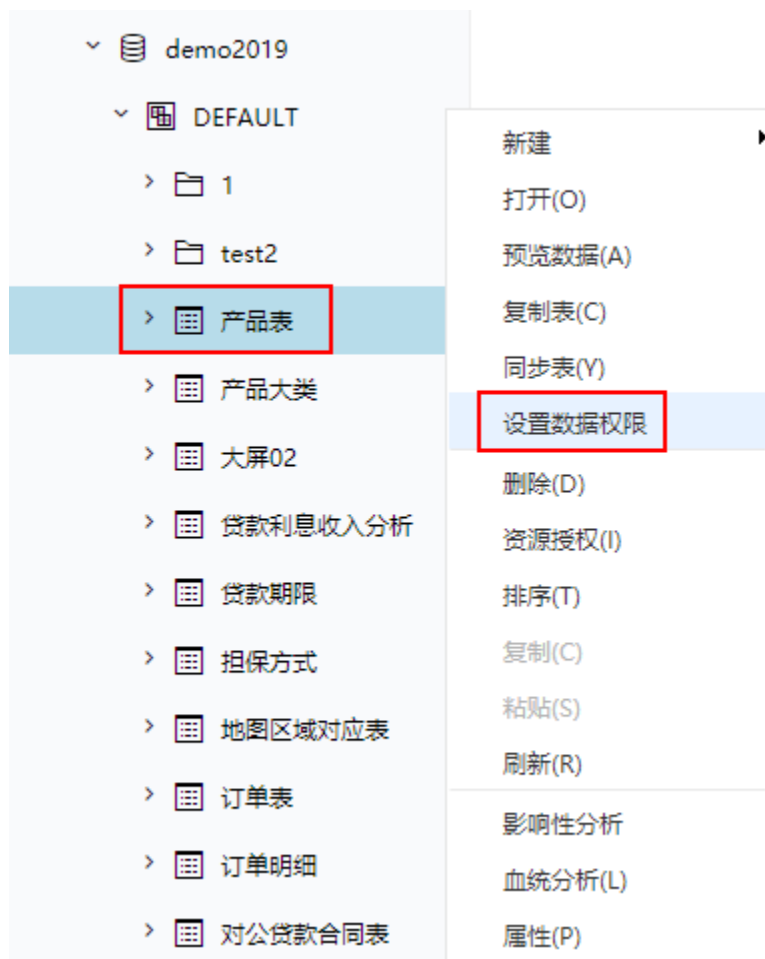 demo2019
DEFAULT
1
test2
产品表
产品大类
大屏02
贷款利息收入分析
贷款期限
担保方式
地图区域对应表
订单表
订单明细
对公贷款合同表
新建
打开(O)
预览数据(A)
复制表(C)
同步表(Y)
设置数据权限
删除(D)
资源授权(I)
排序(T)
复制(C)
粘贴(S)
刷新(R)
影响性分析
血统分析(L)
属性(P)